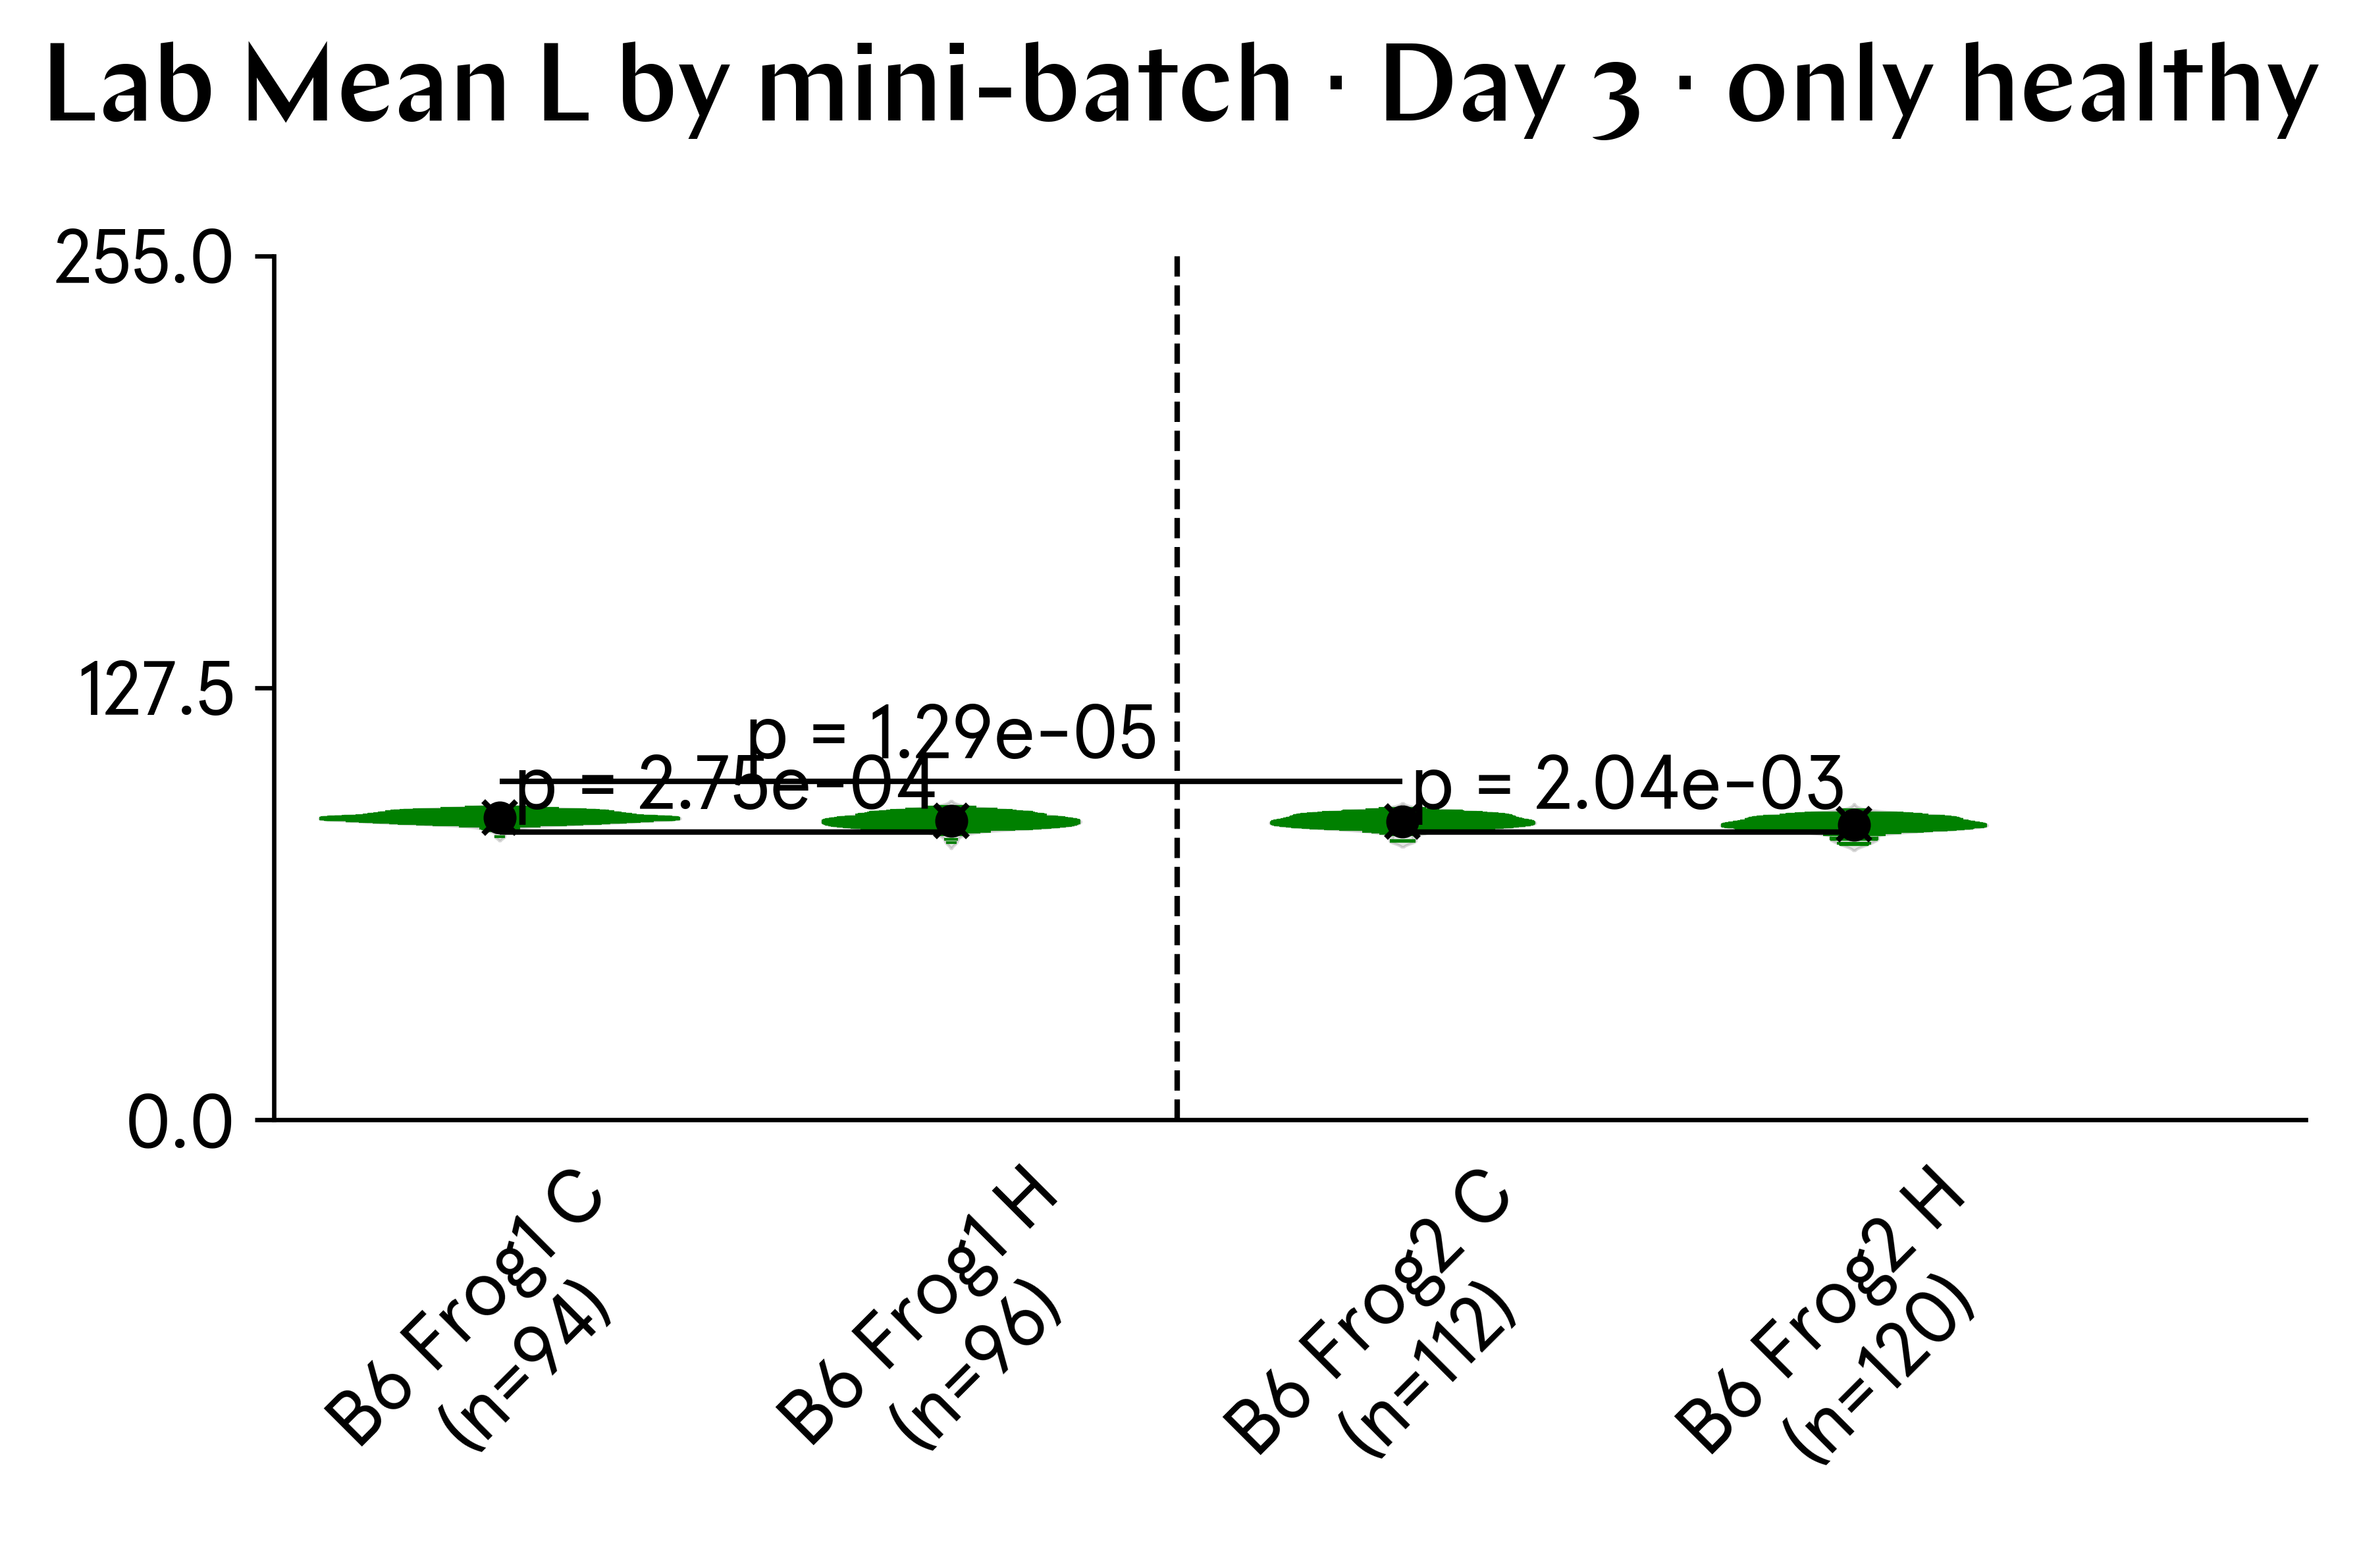 Lab Mean L by mini-batch · Day 3 · only healthy
255.0
127.5
0.0
p = 1.29e-05
p = 2.75e-04
p = 2.04e-03
B6 Frog1 C
(n=94)
B6 Frog1 H
(n=96)
B6 Frog2 C
(n=112)
B6 Frog2 H
(n=120)